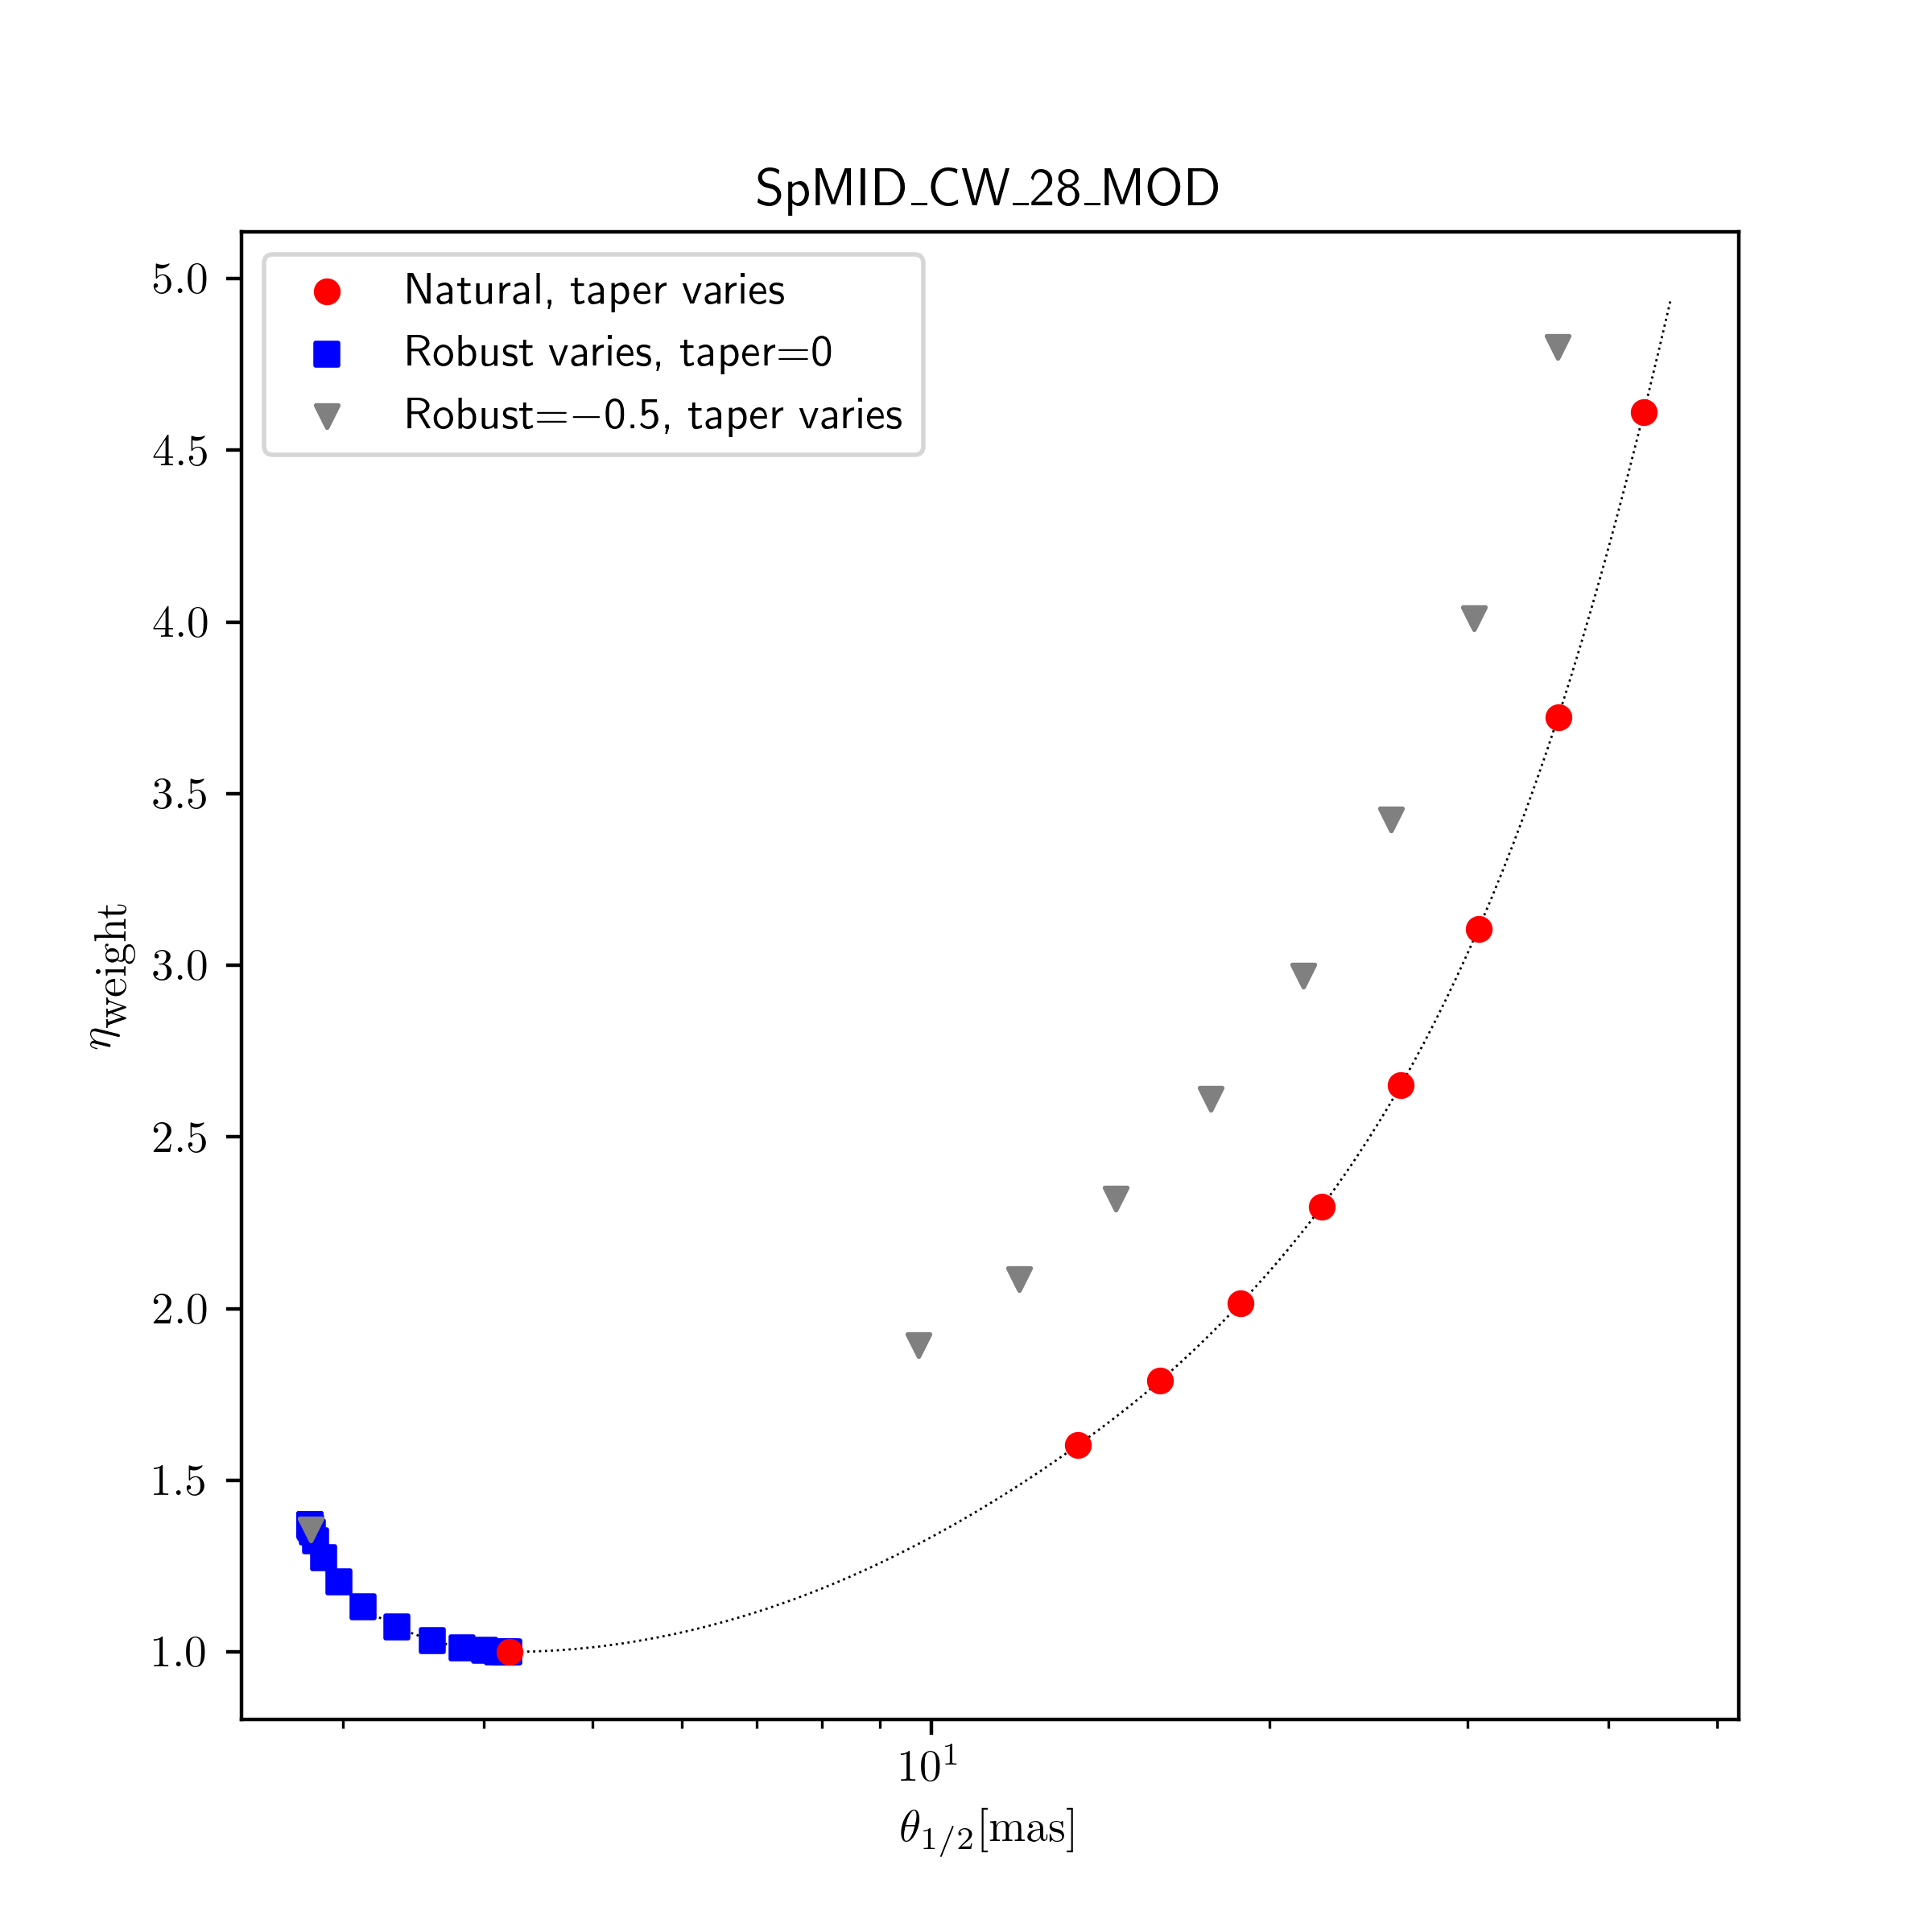 SpMID_CW_28_MOD
Natural, taper varies
Robust varies, taper=0
Robust=−0.5, taper varies
5.0
4.5
4.0
3.5
3.0
2.5
2.0
1.5
1.0
ηweight
10¹
θ1/2[mas]